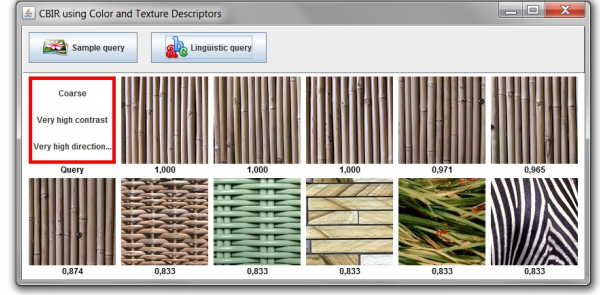 CBIR using Color and Texture Descriptors
Sample query
abc
Lingüistic query
Coarse
Very high contrast
Very high direction...
Query
1,000
1,000
1,000
0,971
0,965
0,874
0,833
0,833
0,833
0,833
0,833